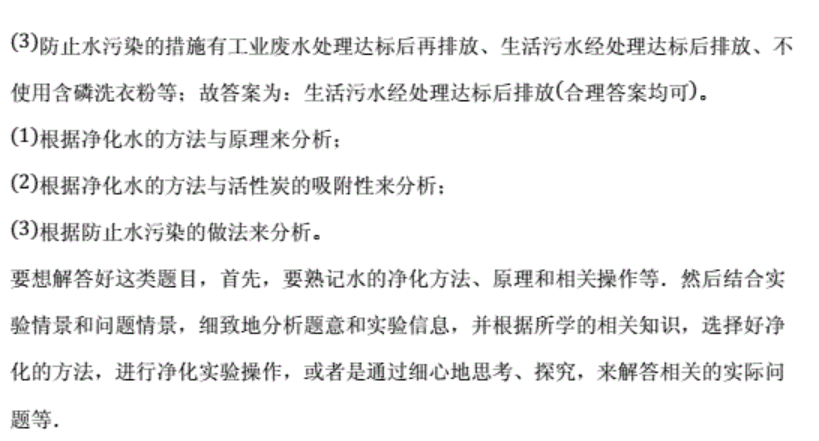 (3)防止水污染的措施有工业废水处理达标后再排放、生活污水经处理达标后排放、不
使用含磷洗衣粉等；故答案为：生活污水经处理达标后排放(合理答案均可)。
(1)根据净化水的方法与原理来分析；
(2)根据净化水的方法与活性炭的吸附性来分析；
(3)根据防止水污染的做法来分析。
要想解答好这类题目，首先，要熟记水的净化方法、原理和相关操作等．然后结合实
验情景和问题情景，细致地分析题意和实验信息，并根据所学的相关知识，选择好净
化的方法，进行净化实验操作，或者是通过细心地思考、探究，来解答相关的实际问
题等．